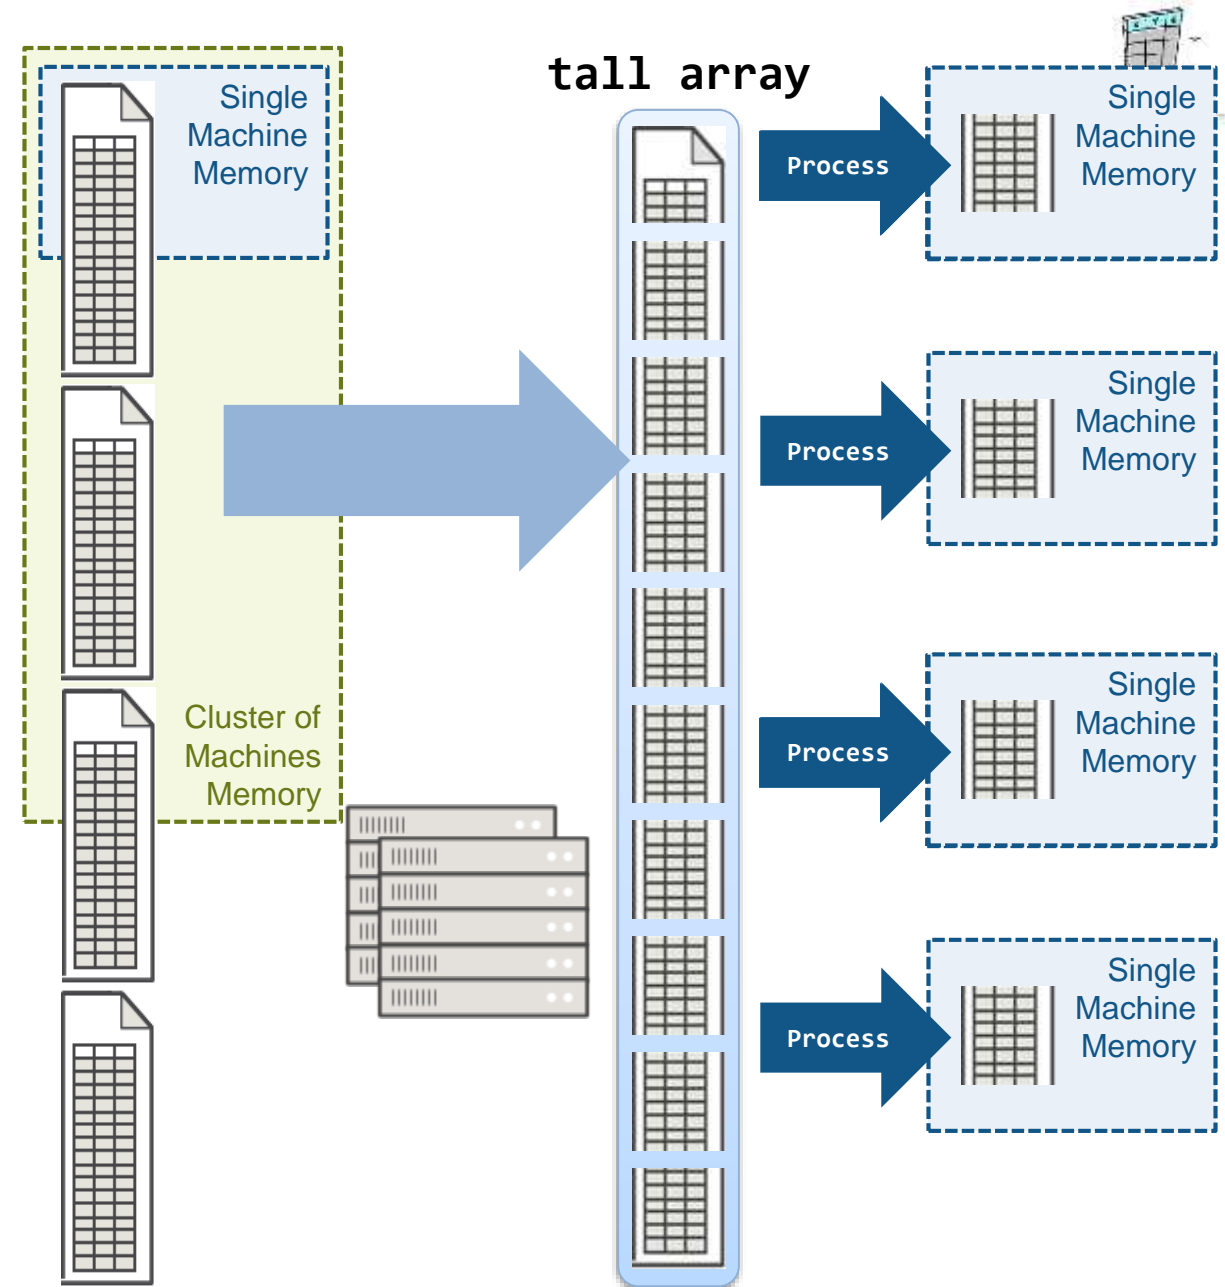 tall array
Single
Machine
Memory
Cluster of
Machines
Memory
Process
Single
Machine
Memory
Process
Single
Machine
Memory
Process
Single
Machine
Memory
Process
Single
Machine
Memory